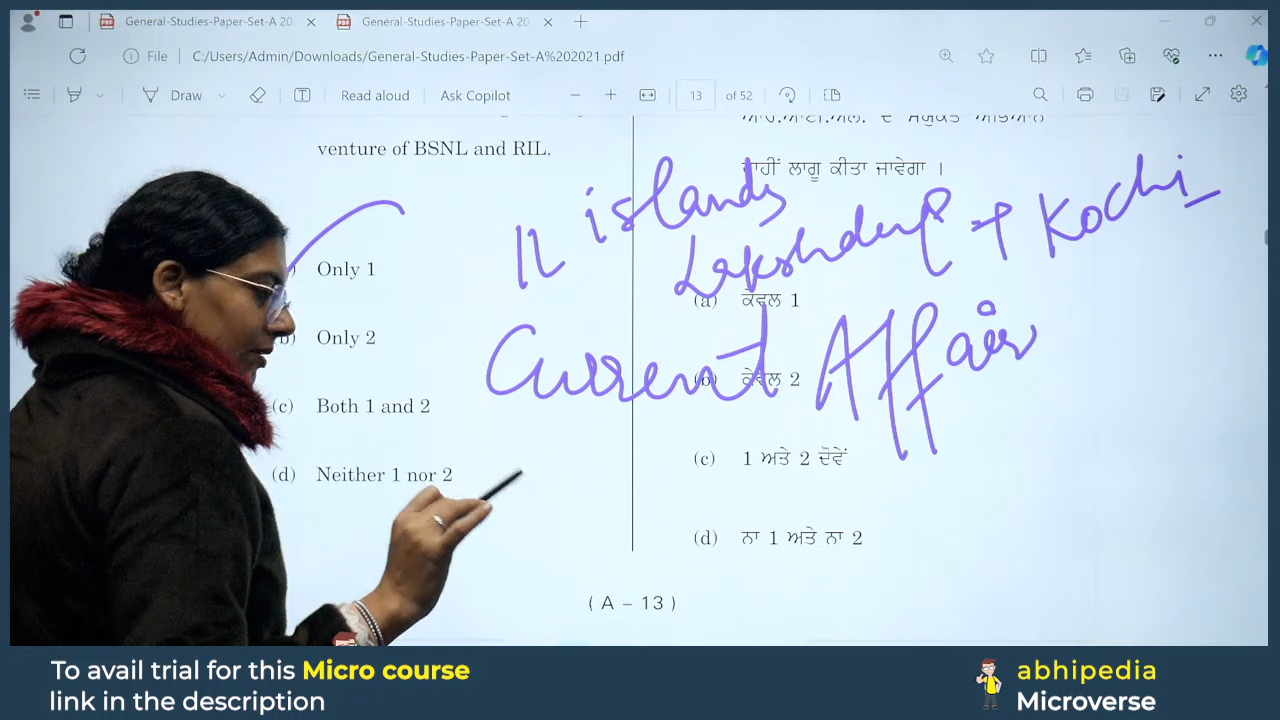 General-Studies-Paper-Set-A 20
General-Studies-Paper-Set-A 20
File C:/Users/Admin/Downloads/General-Studies-Paper-Set-A%202021.pdf
Draw
Read aloud
Ask Copilot
13 of 52
venture of BSNL and RIL.
Only 1
Only 2
(c) Both 1 and 2
(d) Neither 1 nor 2
ਲਾਗੂ ਕੀਤਾ ਜਾਵੇਗਾ ।
(a) ਕੇਵਲ 1
(b) ਕੇਵਲ 2
(c) 1 ਅਤੇ 2 ਦੋਵੇਂ
(d) ਨਾ 1 ਅਤੇ ਨਾ 2
11 islands
+ Kochi
Current Affair
( A – 13 )
To avail trial for this Micro course
link in the description
abhipedia
Microverse